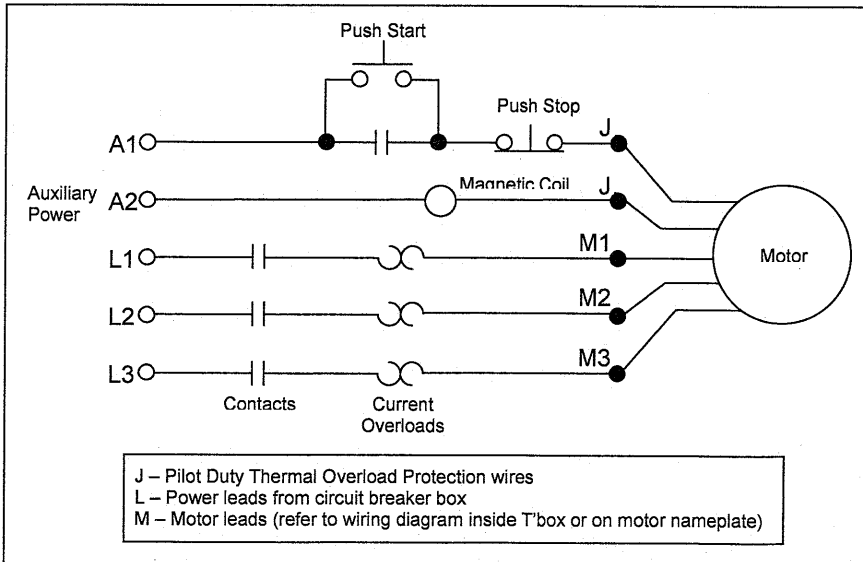 Push Start
Push Stop
A1
J
Auxiliary
Power
A2
Magnetic Coil
J
L1
M1
Motor
L2
M2
L3
M3
Contacts
Current
Overloads
J – Pilot Duty Thermal Overload Protection wires
L – Power leads from circuit breaker box
M – Motor leads (refer to wiring diagram inside T'box or on motor nameplate)